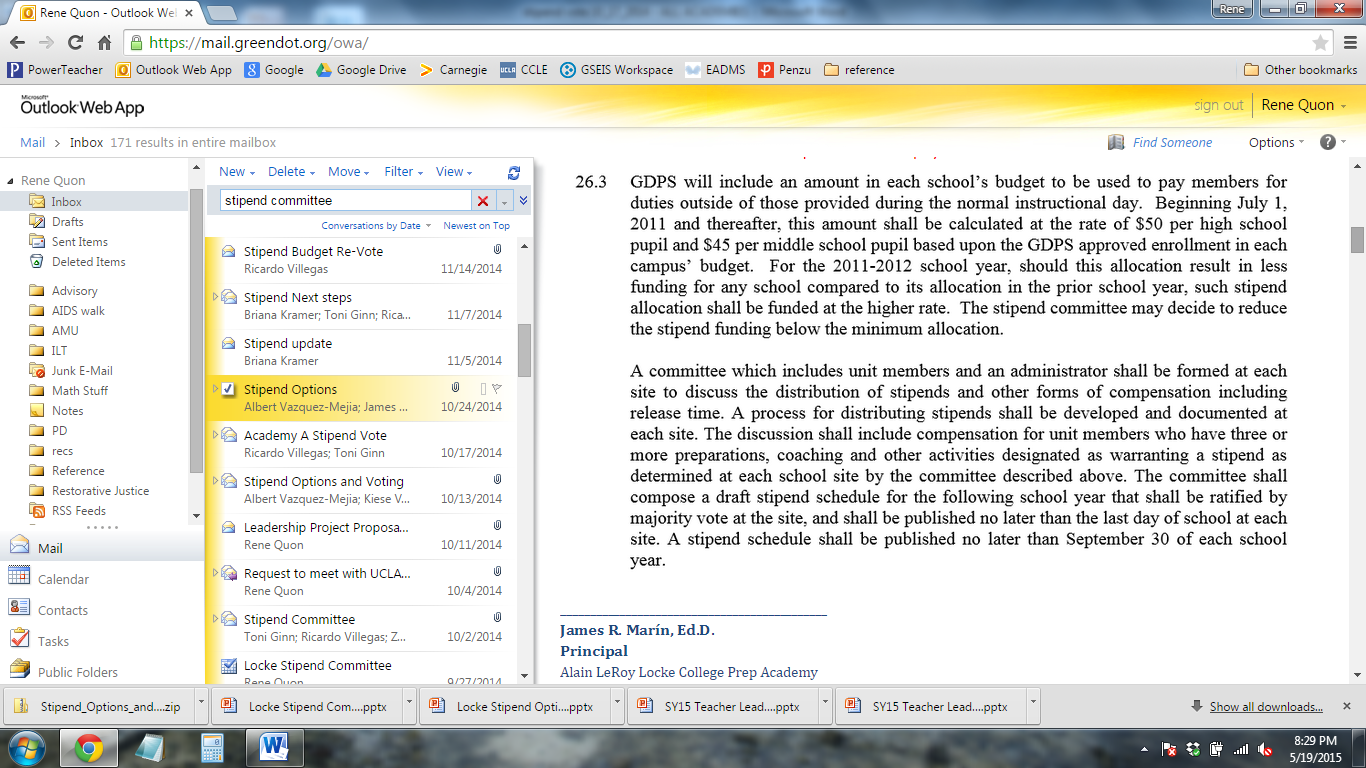 Rene Quon - Outlook Wel
Rene
https://mail.greendot.org/owa/
PowerTeacher
Outlook Web App
Google
Google Drive
Carnegie
UCLA CCLE
GSEIS Workspace
EADMS
Penzu
reference
Other bookmarks
Microsoft®
Outlook Web App
sign out
Rene Quon
Mail > Inbox 171 results in entire mailbox
Find Someone
Options
Rene Quon
Inbox
Drafts
Sent Items
Deleted Items
Advisory
AIDS walk
AMU
ILT
Junk E-Mail
Math Stuff
Notes
PD
recs
Reference
Restorative Justice
RSS Feeds
Mail
Calendar
Contacts
Tasks
Public Folders
New Delete Move Filter View
stipend committee
Conversations by Date Newest on Top
Stipend Budget Re-Vote
Ricardo Villegas 11/14/2014
Stipend Next steps
Briana Kramer; Toni Ginn; Rica... 11/7/2014
Stipend update
Briana Kramer 11/5/2014
Stipend Options
Albert Vazquez-Mejia; James ... 10/24/2014
Academy A Stipend Vote
Ricardo Villegas; Toni Ginn 10/17/2014
Stipend Options and Voting
Albert Vazquez-Mejia; Kiese V... 10/13/2014
Leadership Project Proposa...
Rene Quon 10/11/2014
Request to meet with UCLA...
Rene Quon 10/4/2014
Stipend Committee
Toni Ginn; Ricardo Villegas; Z... 10/2/2014
Locke Stipend Committee
Rene Quon 9/27/2014
26.3 GDPS will include an amount in each school's budget to be used to pay members for
duties outside of those provided during the normal instructional day. Beginning July 1,
2011 and thereafter, this amount shall be calculated at the rate of $50 per high school
pupil and $45 per middle school pupil based upon the GDPS approved enrollment in each
campus' budget. For the 2011-2012 school year, should this allocation result in less
funding for any school compared to its allocation in the prior school year, such stipend
allocation shall be funded at the higher rate. The stipend committee may decide to reduce
the stipend funding below the minimum allocation.
A committee which includes unit members and an administrator shall be formed at each
site to discuss the distribution of stipends and other forms of compensation including
release time. A process for distributing stipends shall be developed and documented at
each site. The discussion shall include compensation for unit members who have three or
more preparations, coaching and other activities designated as warranting a stipend as
determined at each school site by the committee described above. The committee shall
compose a draft stipend schedule for the following school year that shall be ratified by
majority vote at the site, and shall be published no later than the last day of school at each
site. A stipend schedule shall be published no later than September 30 of each school
year.
James R. Marín, Ed.D.
Principal
Alain LeRoy Locke College Prep Academy
Stipend_Options_and....zip
Locke Stipend Com....pptx
Locke Stipend Opti....pptx
SY15 Teacher Lead....pptx
SY15 Teacher Lead....pptx
Show all downloads...
8:29 PM
5/19/2015